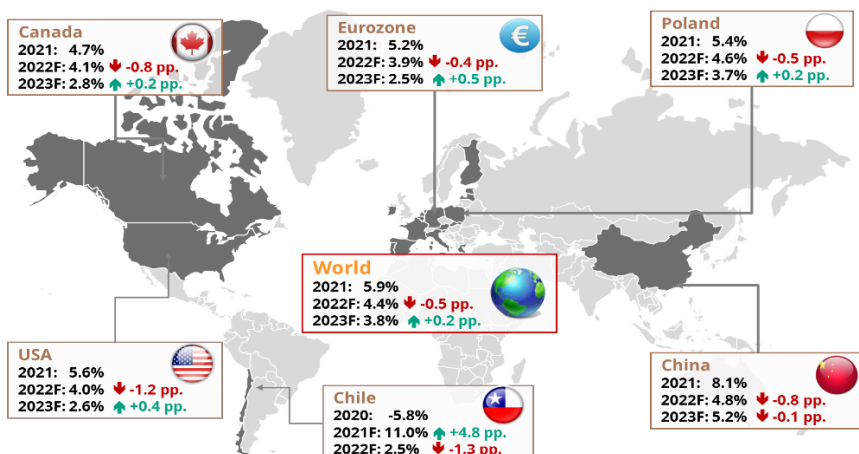 Canada
2021: 4.7%
2022F: 4.1% -0.8 pp.
2023F: 2.8% +0.2 pp.
Eurozone
€
2021: 5.2%
2022F: 3.9% -0.4 pp.
2023F: 2.5% +0.5 pp.
Poland
2021: 5.4%
2022F: 4.6% -0.5 pp.
2023F: 3.7% +0.2 pp.
World
2021: 5.9%
2022F: 4.4% -0.5 pp.
2023F: 3.8% +0.2 pp.
USA
2021: 5.6%
2022F: 4.0% -1.2 pp.
2023F: 2.6% +0.4 pp.
Chile
2020: -5.8%
2021F: 11.0% +4.8 pp.
2022F: 2.5% -1.3 pp.
China
2021: 8.1%
2022F: 4.8% -0.8 pp.
2023F: 5.2% -0.1 pp.